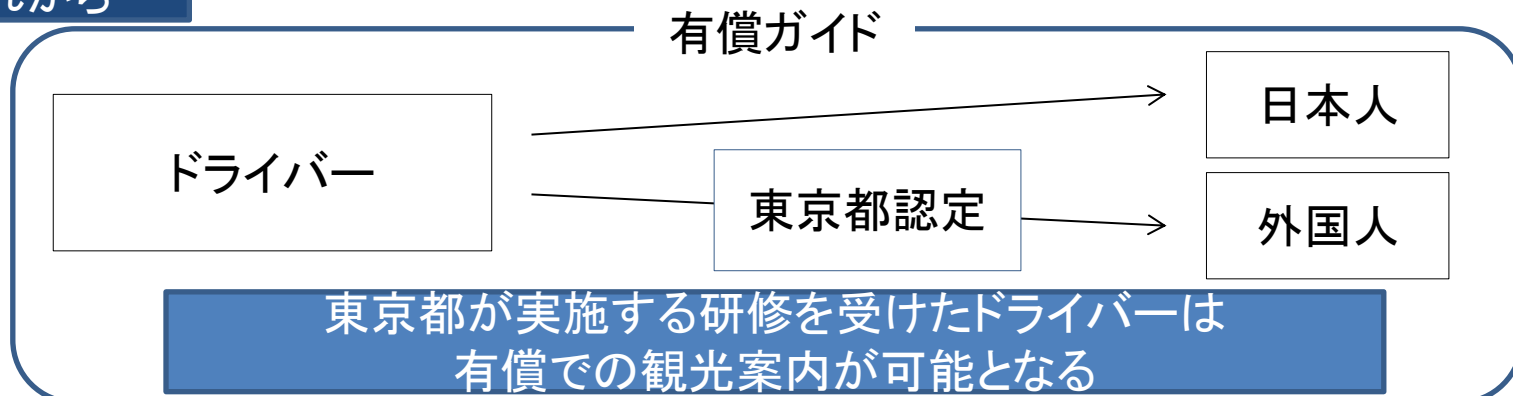 から
有償ガイド
日本人
ドライバー
東京都認定
外国人
東京都が実施する研修を受けたドライバーは
有償での観光案内が可能となる